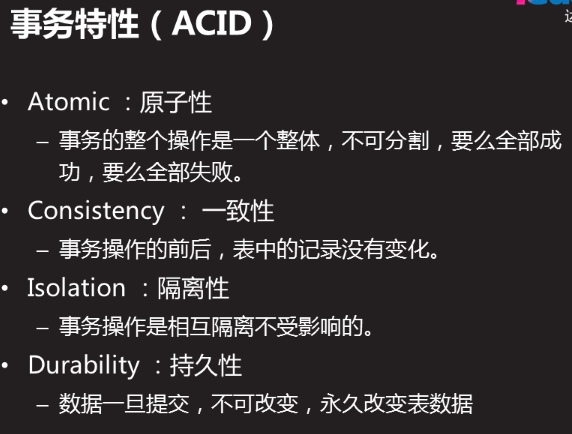 事务特性（ACID）
• Atomic ：原子性
– 事务的整个操作是一个整体，不可分割，要么全部成
功，要么全部失败。
• Consistency ： 一致性
– 事务操作的前后，表中的记录没有变化。
• Isolation ：隔离性
– 事务操作是相互隔离不受影响的。
• Durability ：持久性
– 数据一旦提交，不可改变，永久改变表数据